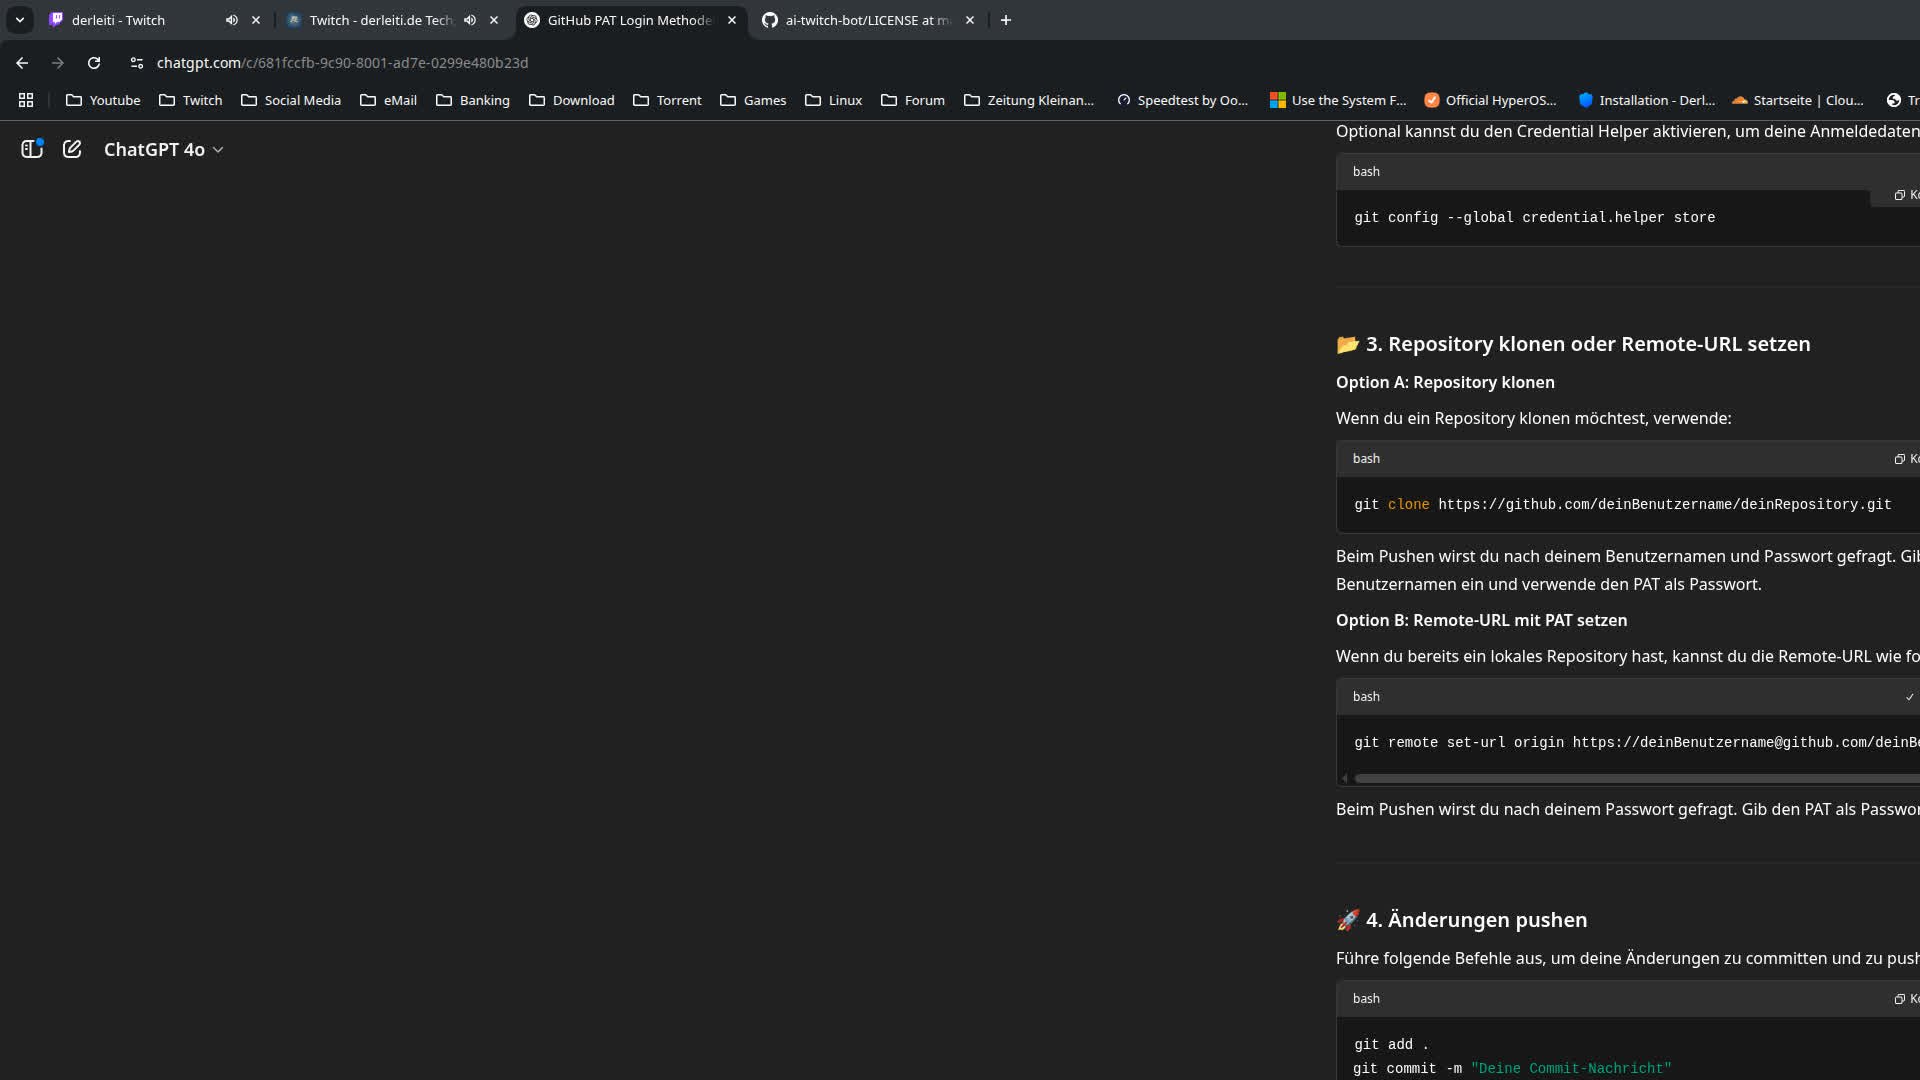 derleiti - Twitch
Twitch - derleiti.de Tech
GitHub PAT Login Methode
ai-twitch-bot/LICENSE at m
chatgpt.com/c/681fccfb-9c90-8001-ad7e-0299e480b23d
Youtube
Twitch
Social Media
eMail
Banking
Download
Torrent
Games
Linux
Forum
Zeitung Kleinan...
Speedtest by Oo...
Use the System F...
Official HyperOS...
Installation - Derl...
Startseite | Clou...
Tr
ChatGPT 4o
Optional kannst du den Credential Helper aktivieren, um deine Anmeldedaten
bash
Ko
git config --global credential.helper store
📂 3. Repository klonen oder Remote-URL setzen
Option A: Repository klonen
Wenn du ein Repository klonen möchtest, verwende:
bash
Ko
git clone https://github.com/deinBenutzername/deinRepository.git
Beim Pushen wirst du nach deinem Benutzernamen und Passwort gefragt. Gib
Benutzernamen ein und verwende den PAT als Passwort.
Option B: Remote-URL mit PAT setzen
Wenn du bereits ein lokales Repository hast, kannst du die Remote-URL wie fo
bash
git remote set-url origin https://deinBenutzername@github.com/deinBe
Beim Pushen wirst du nach deinem Passwort gefragt. Gib den PAT als Passwor
🚀 4. Änderungen pushen
Führe folgende Befehle aus, um deine Änderungen zu committen und zu push
bash
Ko
git add .
git commit -m "Deine Commit-Nachricht"